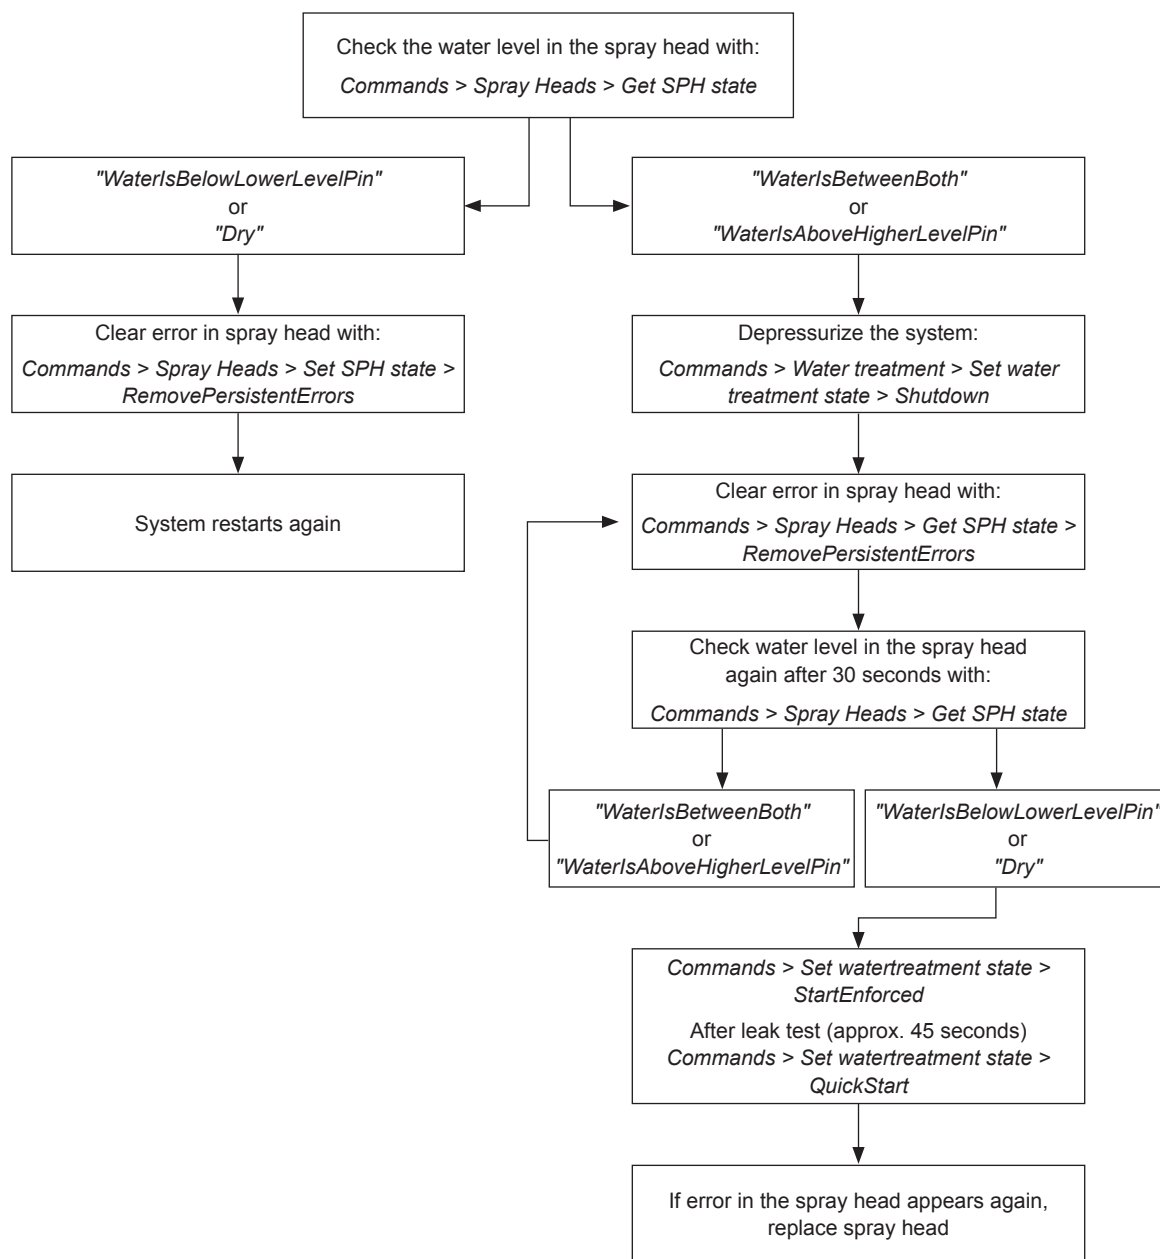 Check the water level in the spray head with:
Commands > Spray Heads > Get SPH state
"WaterIsBelowLowerLevelPin"
or
"Dry"
"WaterIsBetweenBoth"
or
"WaterIsAboveHigherLevelPin"
Clear error in spray head with:
Commands > Spray Heads > Set SPH state >
RemovePersistentErrors
Depressurize the system:
Commands > Water treatment > Set water
treatment state > Shutdown
System restarts again
Clear error in spray head with:
Commands > Spray Heads > Get SPH state >
RemovePersistentErrors
Check water level in the spray head
again after 30 seconds with:
Commands > Spray Heads > Get SPH state
"WaterIsBetweenBoth"
or
"WaterIsAboveHigherLevelPin"
"WaterIsBelowLowerLevelPin"
or
"Dry"
Commands > Set watertreatment state >
StartEnforced
After leak test (approx. 45 seconds)
Commands > Set watertreatment state >
QuickStart
If error in the spray head appears again,
replace spray head